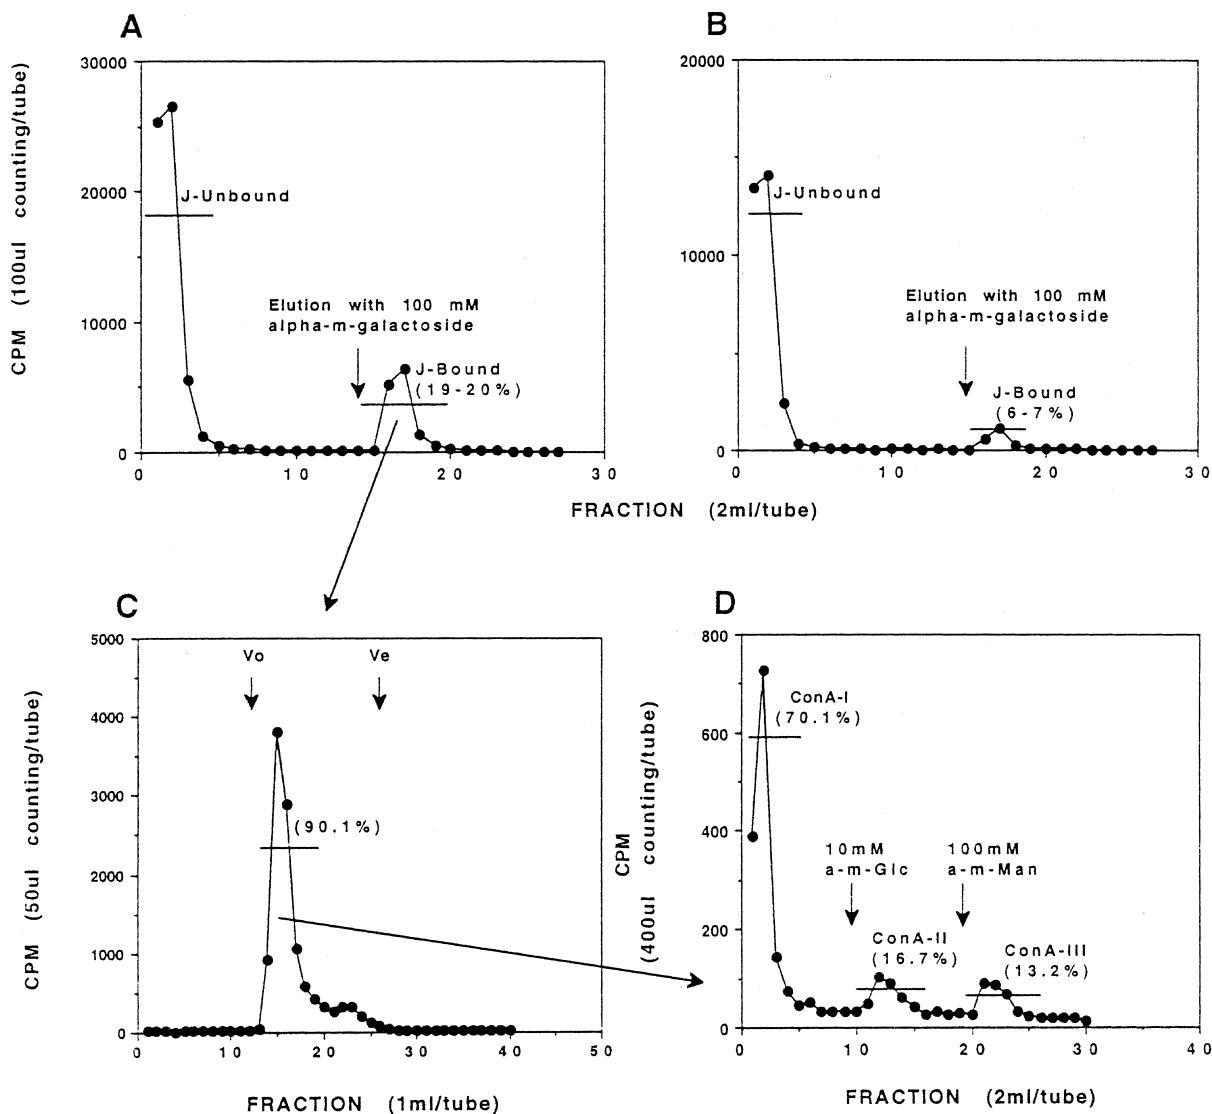 A
CPM (100ul counting/tube)
30000
20000
10000
0
J-Unbound
Elution with 100 mM
alpha-m-galactoside
J-Bound
(19-20%)
0 10 20 30
B
20000
10000
0
J-Unbound
Elution with 100 mM
alpha-m-galactoside
J-Bound
(6-7%)
0 10 20 30
FRACTION (2ml/tube)
C
CPM (50ul counting/tube)
5000
4000
3000
2000
1000
0
Vo
Ve
(90.1%)
0 10 20 30 40 50
FRACTION (1ml/tube)
D
CPM
(400ul counting/tube)
800
600
400
200
0
ConA-I
(70.1%)
10mM
a-m-Glc
100mM
a-m-Man
ConA-II
(16.7%)
ConA-III
(13.2%)
0 10 20 30 40
FRACTION (2ml/tube)